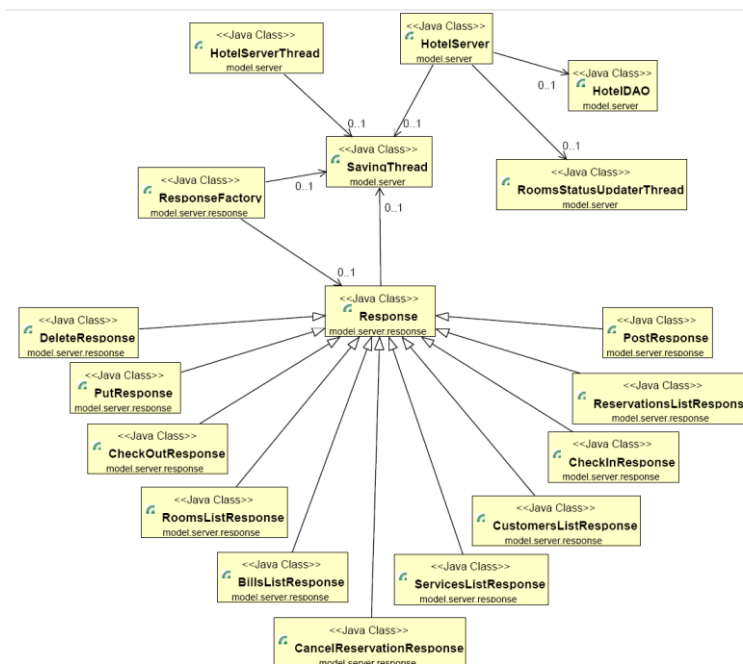 <<Java Class>>
HotelServerThread
model.server
<<Java Class>>
HotelServer
model.server
<<Java Class>>
HotelDAO
model.server
0..1
0..1
0..1
0..1
<<Java Class>>
SavingThread
model.server
<<Java Class>>
RoomsStatusUpdaterThread
model.server
<<Java Class>>
ResponseFactory
model.server.response
0..1
0..1
0..1
<<Java Class>>
Response
model.server.response
<<Java Class>>
DeleteResponse
model.server.response
<<Java Class>>
PostResponse
model.server.response
<<Java Class>>
PutResponse
model.server.response
<<Java Class>>
ReservationsListRespons
model.server.response
<<Java Class>>
CheckOutResponse
model.server.response
<<Java Class>>
CheckInResponse
model.server.response
<<Java Class>>
RoomsListResponse
model.server.response
<<Java Class>>
CustomersListResponse
model.server.response
<<Java Class>>
BillsListResponse
model.server.response
<<Java Class>>
ServicesListResponse
model.server.response
<<Java Class>>
CancelReservationResponse
model.server.response